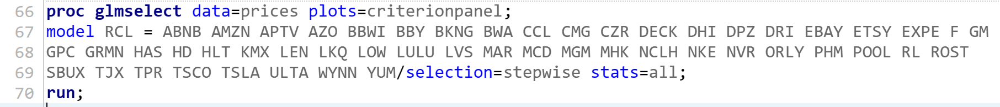 66 proc glmselect data=prices plots=criterionpanel;
67 model RCL = ABNB AMZN APTV AZO BBWI BBY BKNG BWA CCL CMG CZR DECK DHI DPZ DRI EBAY ETSY EXPE F GM
68 GPC GRMN HAS HD HLT KMX LEN LKQ LOW LULU LVS MAR MCD MGM MHK NCLH NKE NVR ORLY PHM POOL RL ROST
69 SBUX TJX TPR TSCO TSLA ULTA WYNN YUM/selection=stepwise stats=all;
70 run;